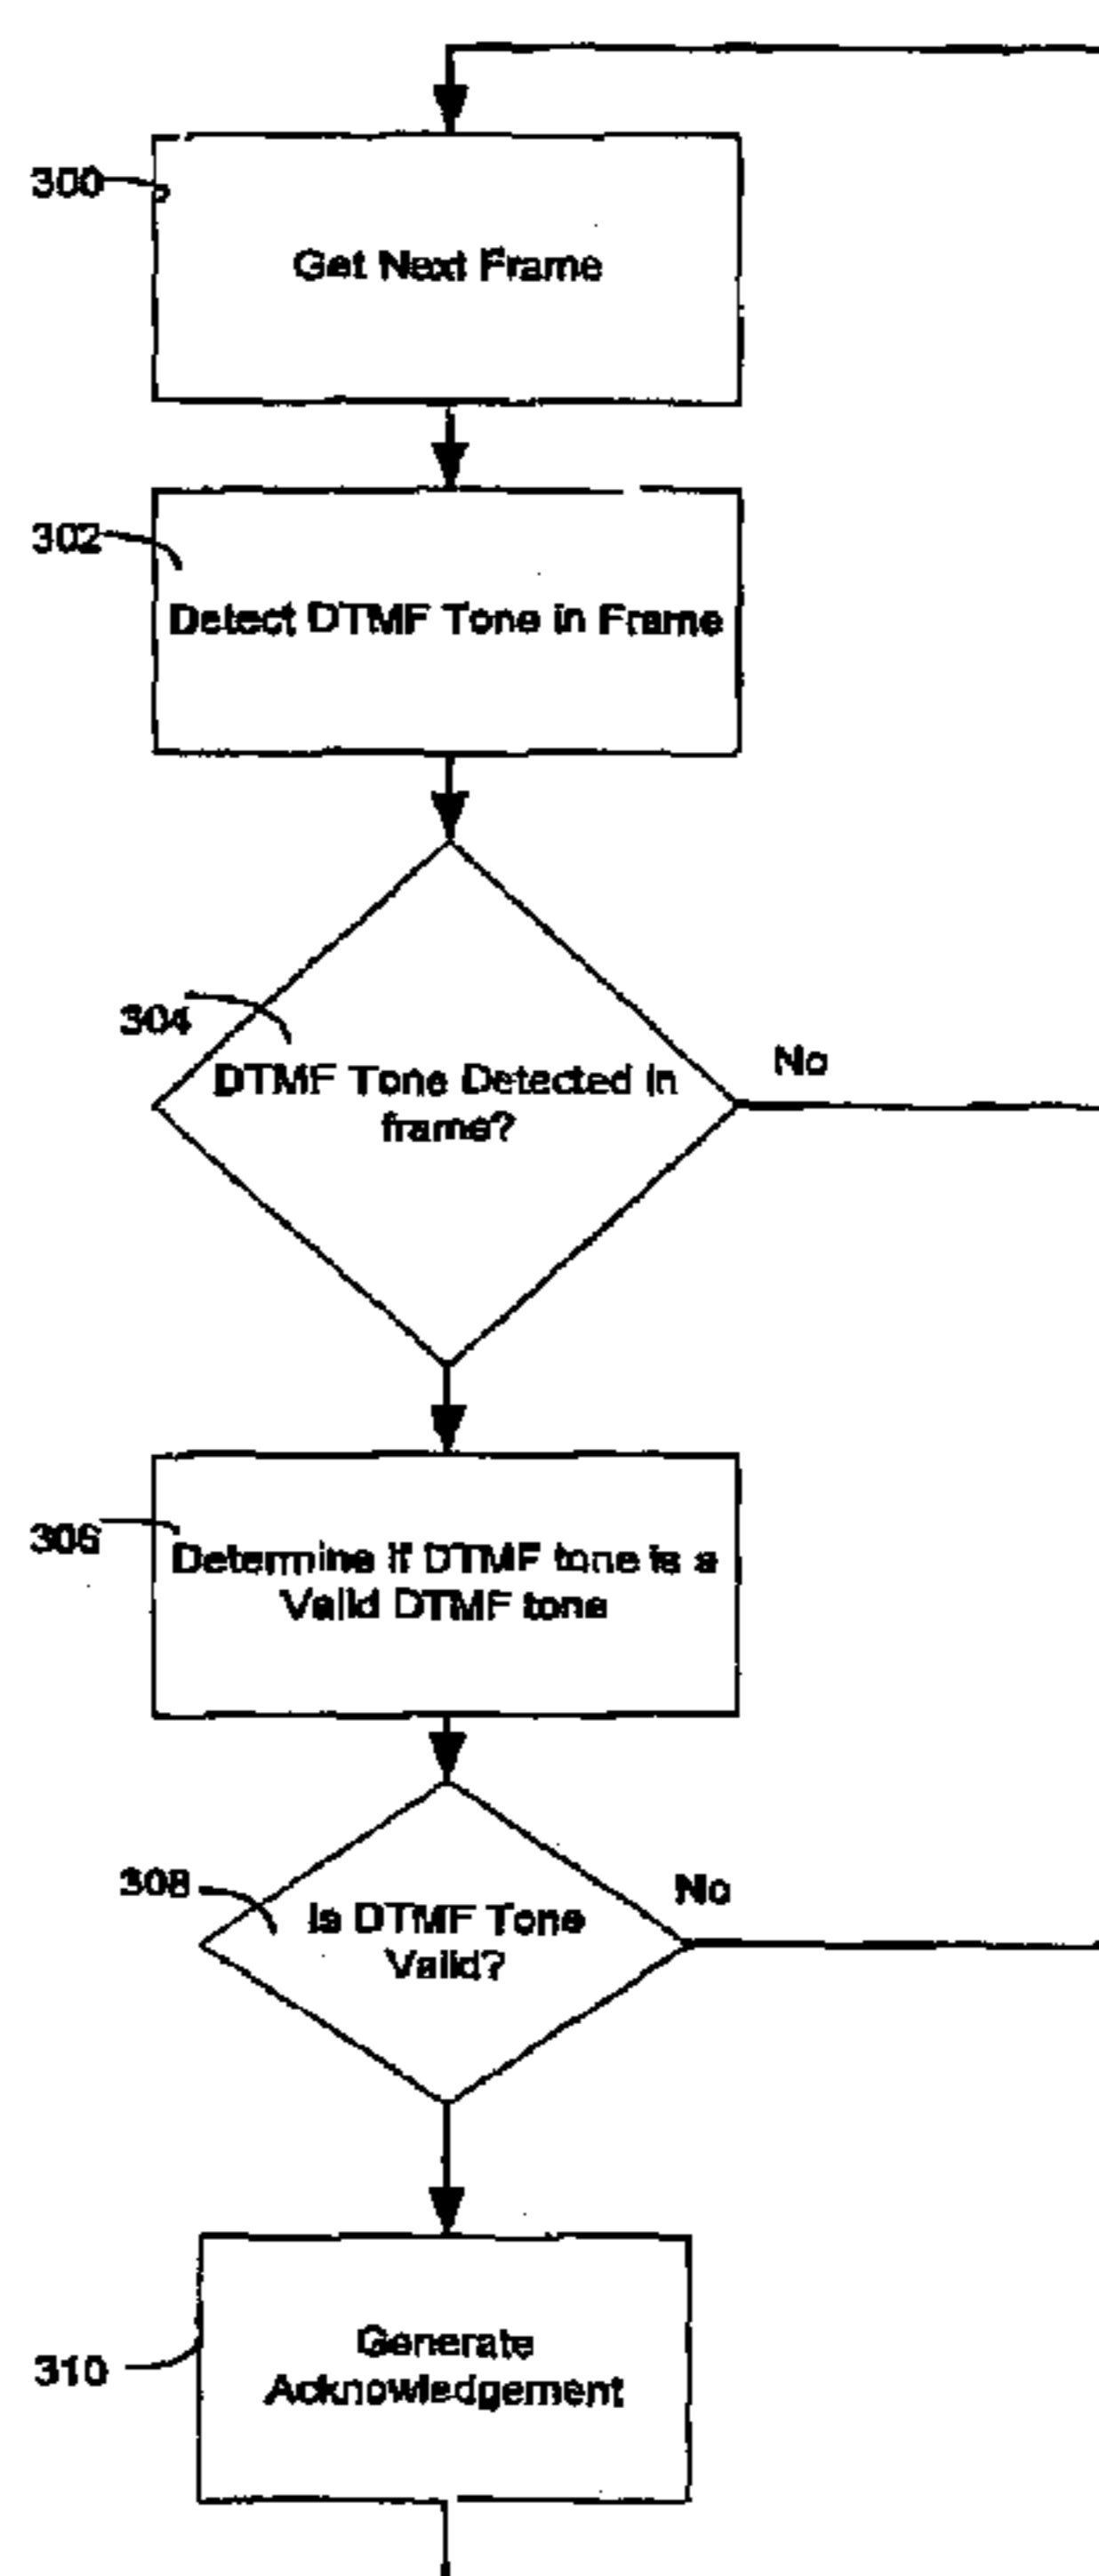 300
Get Next Frame
302
Detect DTMF Tone in Frame
304
DTMF Tone Detected in
frame?
No
306
Determine if DTMF tone is a
Valid DTMF tone
308
Is DTMF Tone
Valid?
No
310
Generate
Acknowledgement